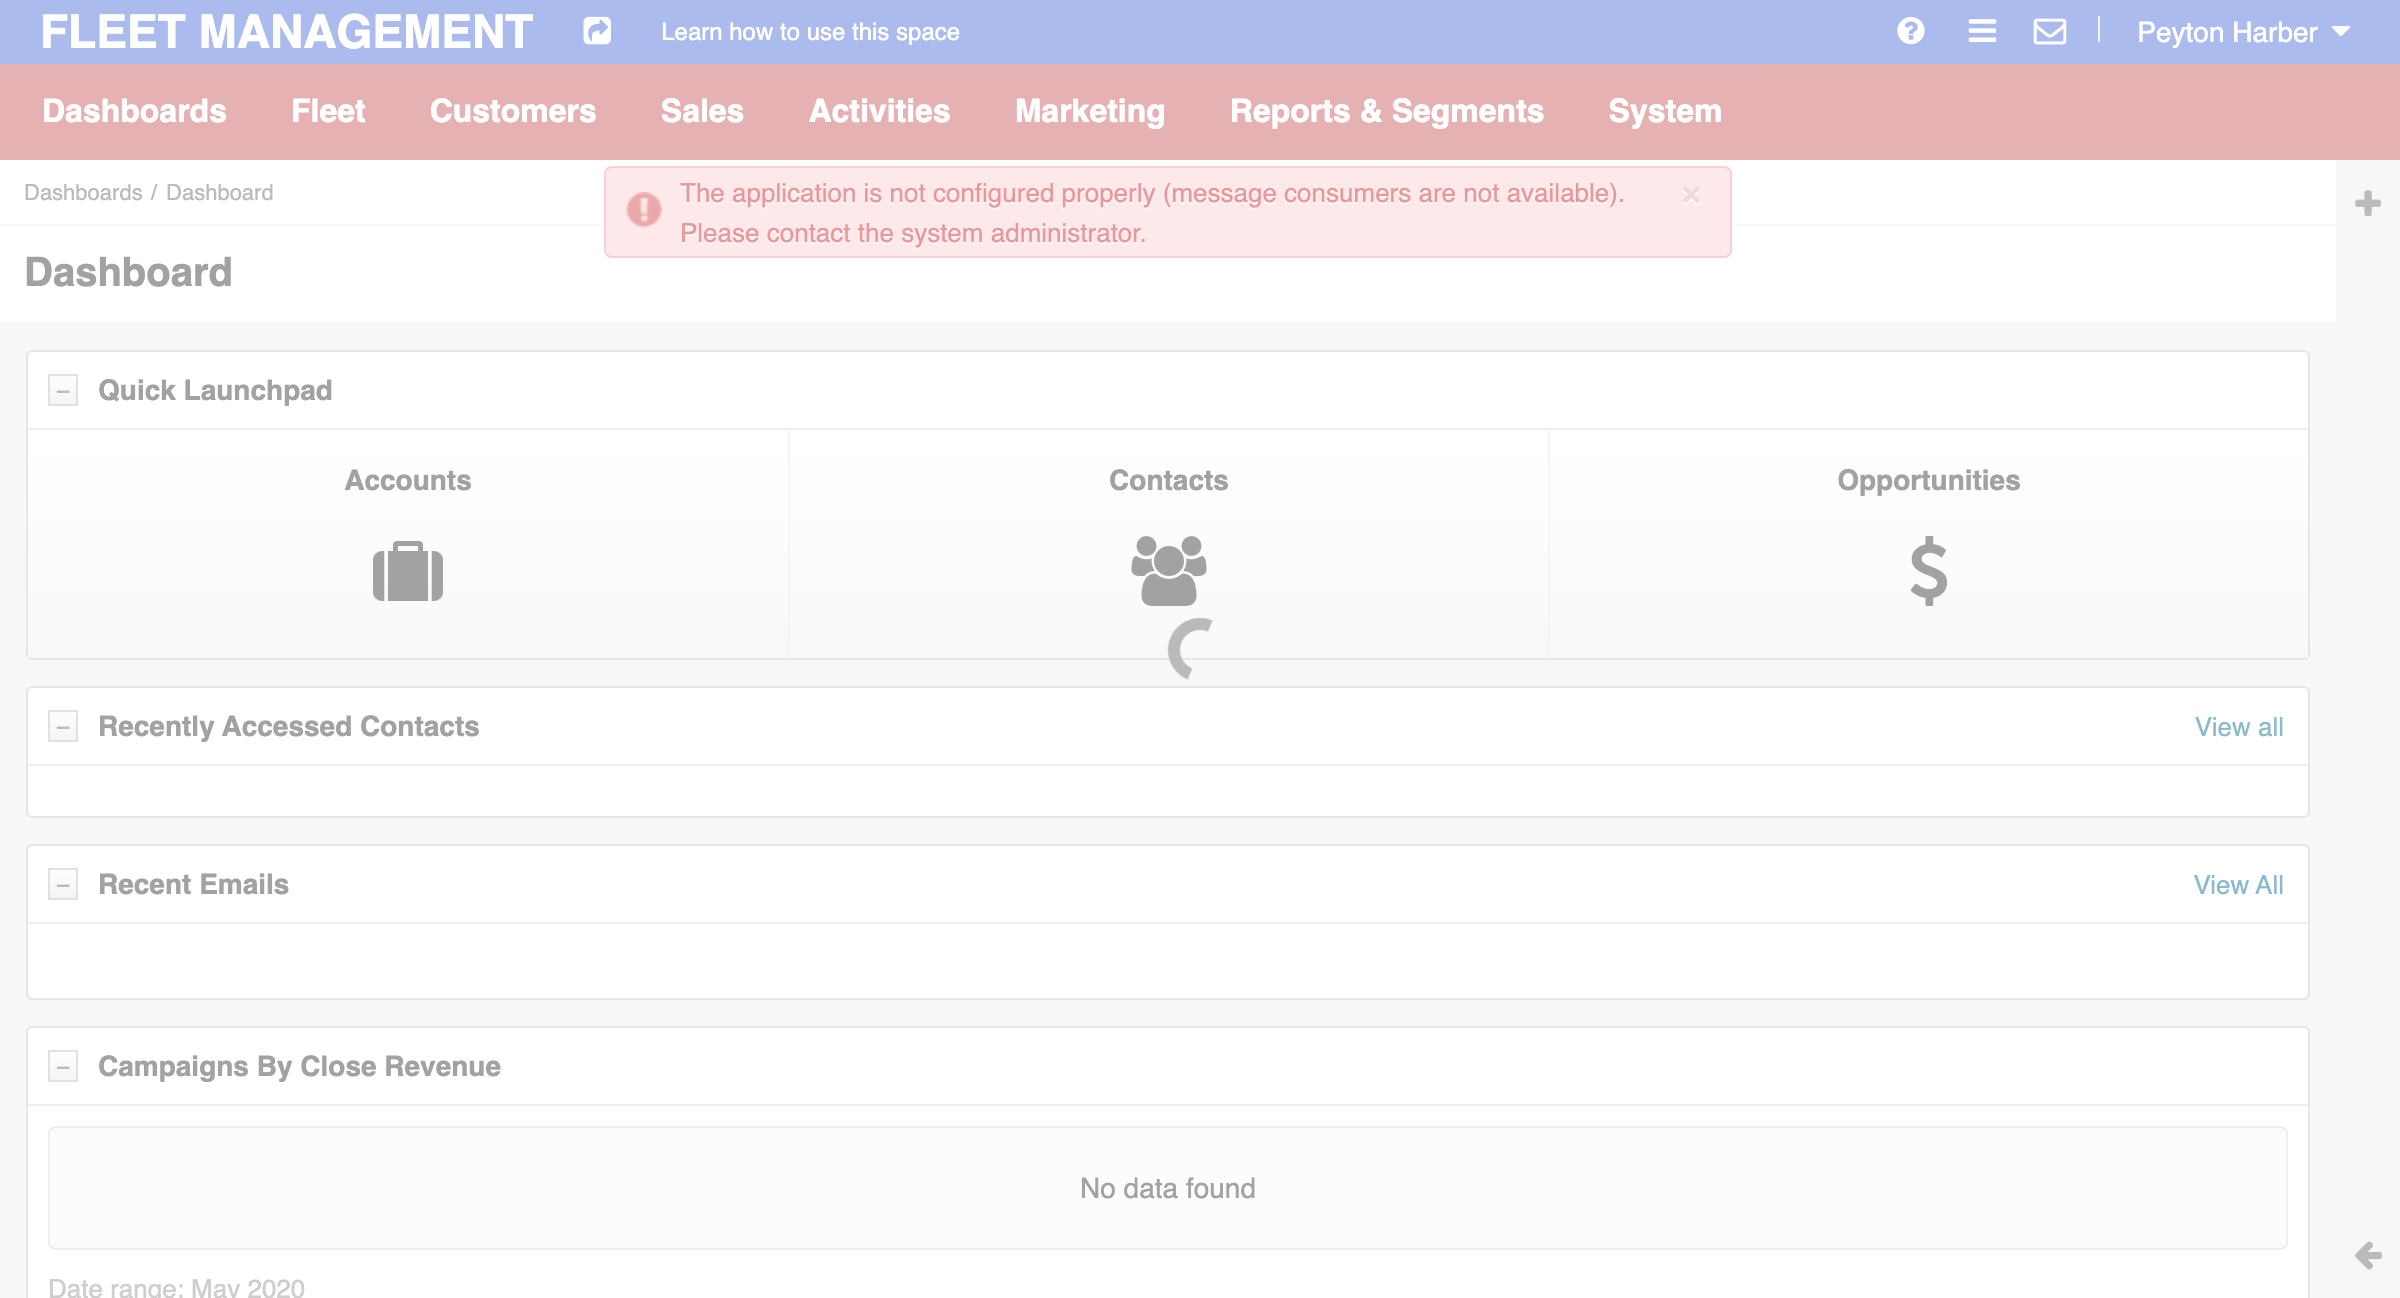 FLEET MANAGEMENT
Learn how to use this space
Peyton Harber
Dashboards Fleet Customers Sales Activities Marketing Reports & Segments System
Dashboards / Dashboard
The application is not configured properly (message consumers are not available).
Please contact the system administrator.
Dashboard
Quick Launchpad
Accounts
Contacts
Opportunities
Recently Accessed Contacts
View all
Recent Emails
View All
Campaigns By Close Revenue
No data found
Date range: May 2020